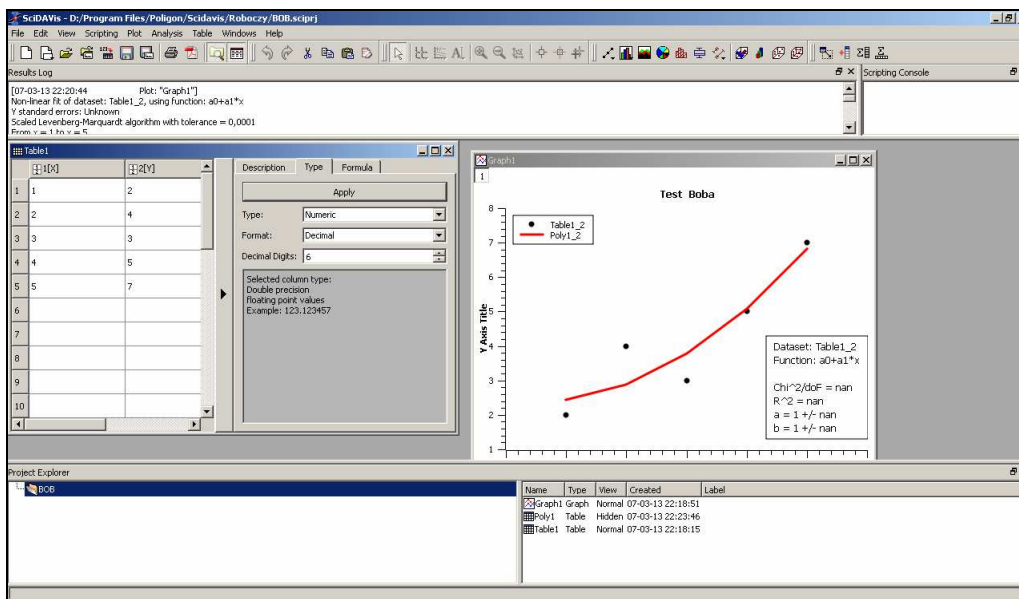 SciDAVis - D:/Program Files/Poligon/Scidavis/Roboczy/BOB.sciprj
File Edit View Scripting Plot Analysis Table Windows Help
Results Log
Scripting Console
[07-03-13 22:20:44 Plot: "Graph1"]
Non-linear fit of dataset: Table1_2, using function: a0+a1*x
Y standard errors: Unknown
Scaled Levenberg-Marquardt algorithm with tolerance = 0,0001
From x = 1 to x = 5
Table1
1[X] 2[Y]
1 1 2
2 2 4
3 3 3
4 4 5
5 5 7
6
7
8
9
10
Description Type Formula
Apply
Type: Numeric
Format: Decimal
Decimal Digits: 6
Selected column type:
Double precision
floating point values
Example: 123.123457
Graph1
1
Test Boba
8
7
6
5
4
3
2
1
Y Axis Title
Table1_2
Poly1_2
Dataset: Table1_2
Function: a0+a1*x
Chi^2/doF = nan
R^2 = nan
a = 1 +/- nan
b = 1 +/- nan
Project Explorer
BOB
Name Type View Created Label
Graph1 Graph Normal 07-03-13 22:18:51
Poly1 Table Hidden 07-03-13 22:23:46
Table1 Table Normal 07-03-13 22:18:15